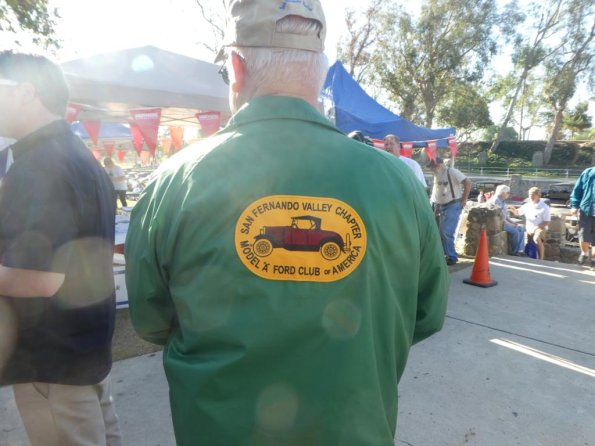 SAN FERNANDO VALLEY CHAPTER
MODEL "A" FORD CLUB OF AMERICA